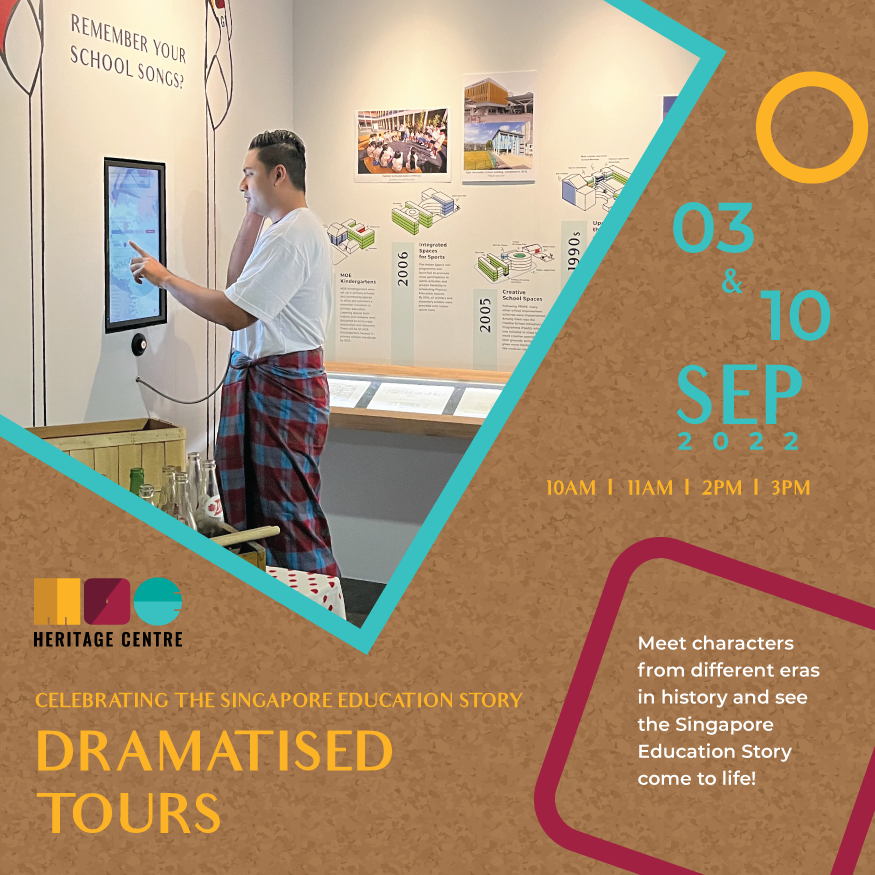 REMEMBER YOUR
SCHOOL SONGS?
MOE
Kindergartens
2006
Integrated
Spaces
for Sports
2005
Creative
School Spaces
1990s
03
&
10
SEP
2022
10AM | 11AM | 2PM | 3PM
MOE
HERITAGE CENTRE
CELEBRATING THE SINGAPORE EDUCATION STORY
DRAMATISED
TOURS
Meet characters
from different eras
in history and see
the Singapore
Education Story
come to life!